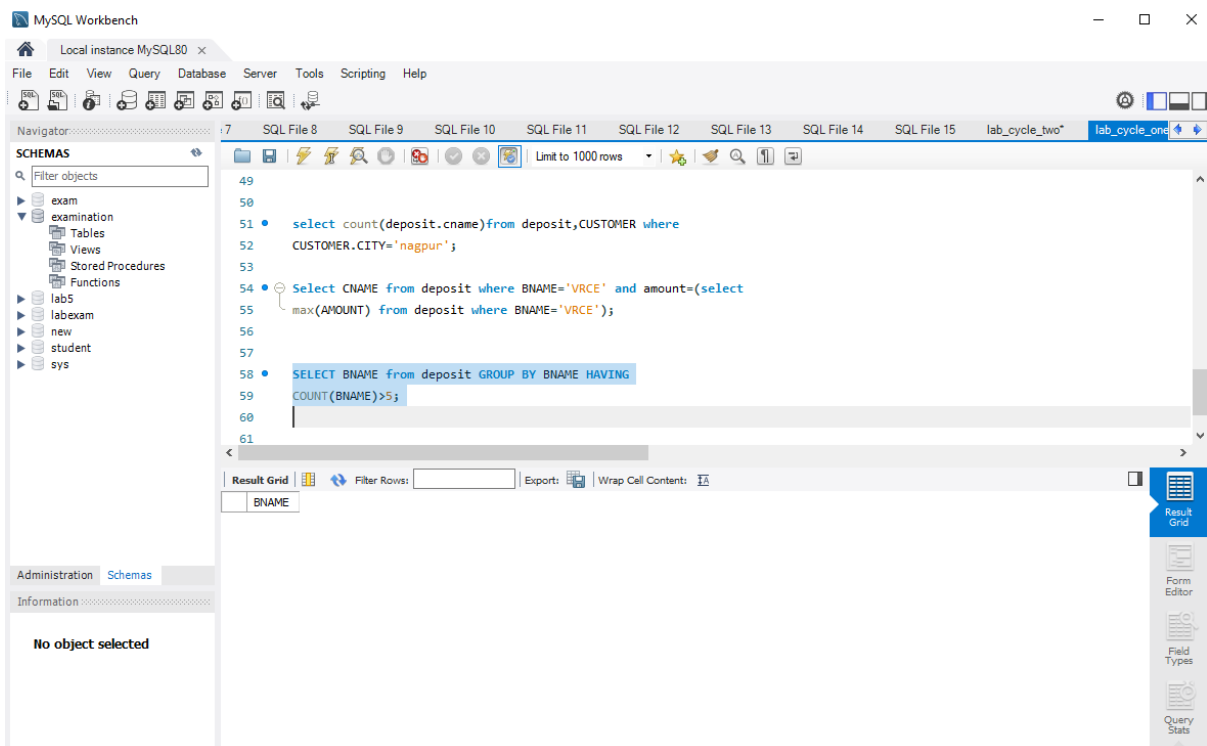 MySQL Workbench
Local instance MySQL80
File Edit View Query Database Server Tools Scripting Help
Navigator
:7 SQL File 8 SQL File 9 SQL File 10 SQL File 11 SQL File 12 SQL File 13 SQL File 14 SQL File 15 lab_cycle_two* lab_cycle_one
SCHEMAS
Limit to 1000 rows
Filter objects
exam
examination
Tables
Views
Stored Procedures
Functions
lab5
labexam
new
student
sys
49
50
51 select count(deposit.cname)from deposit,CUSTOMER where
52 CUSTOMER.CITY='nagpur';
53
54 Select CNAME from deposit where BNAME='VRCE' and amount=(select
55 max(AMOUNT) from deposit where BNAME='VRCE');
56
57
58 SELECT BNAME from deposit GROUP BY BNAME HAVING
59 COUNT(BNAME)>5;
60
61
Result Grid Filter Rows: Export: Wrap Cell Content:
BNAME
Result
Grid
Form
Editor
Field
Types
Query
Stats
Administration Schemas
Information
No object selected